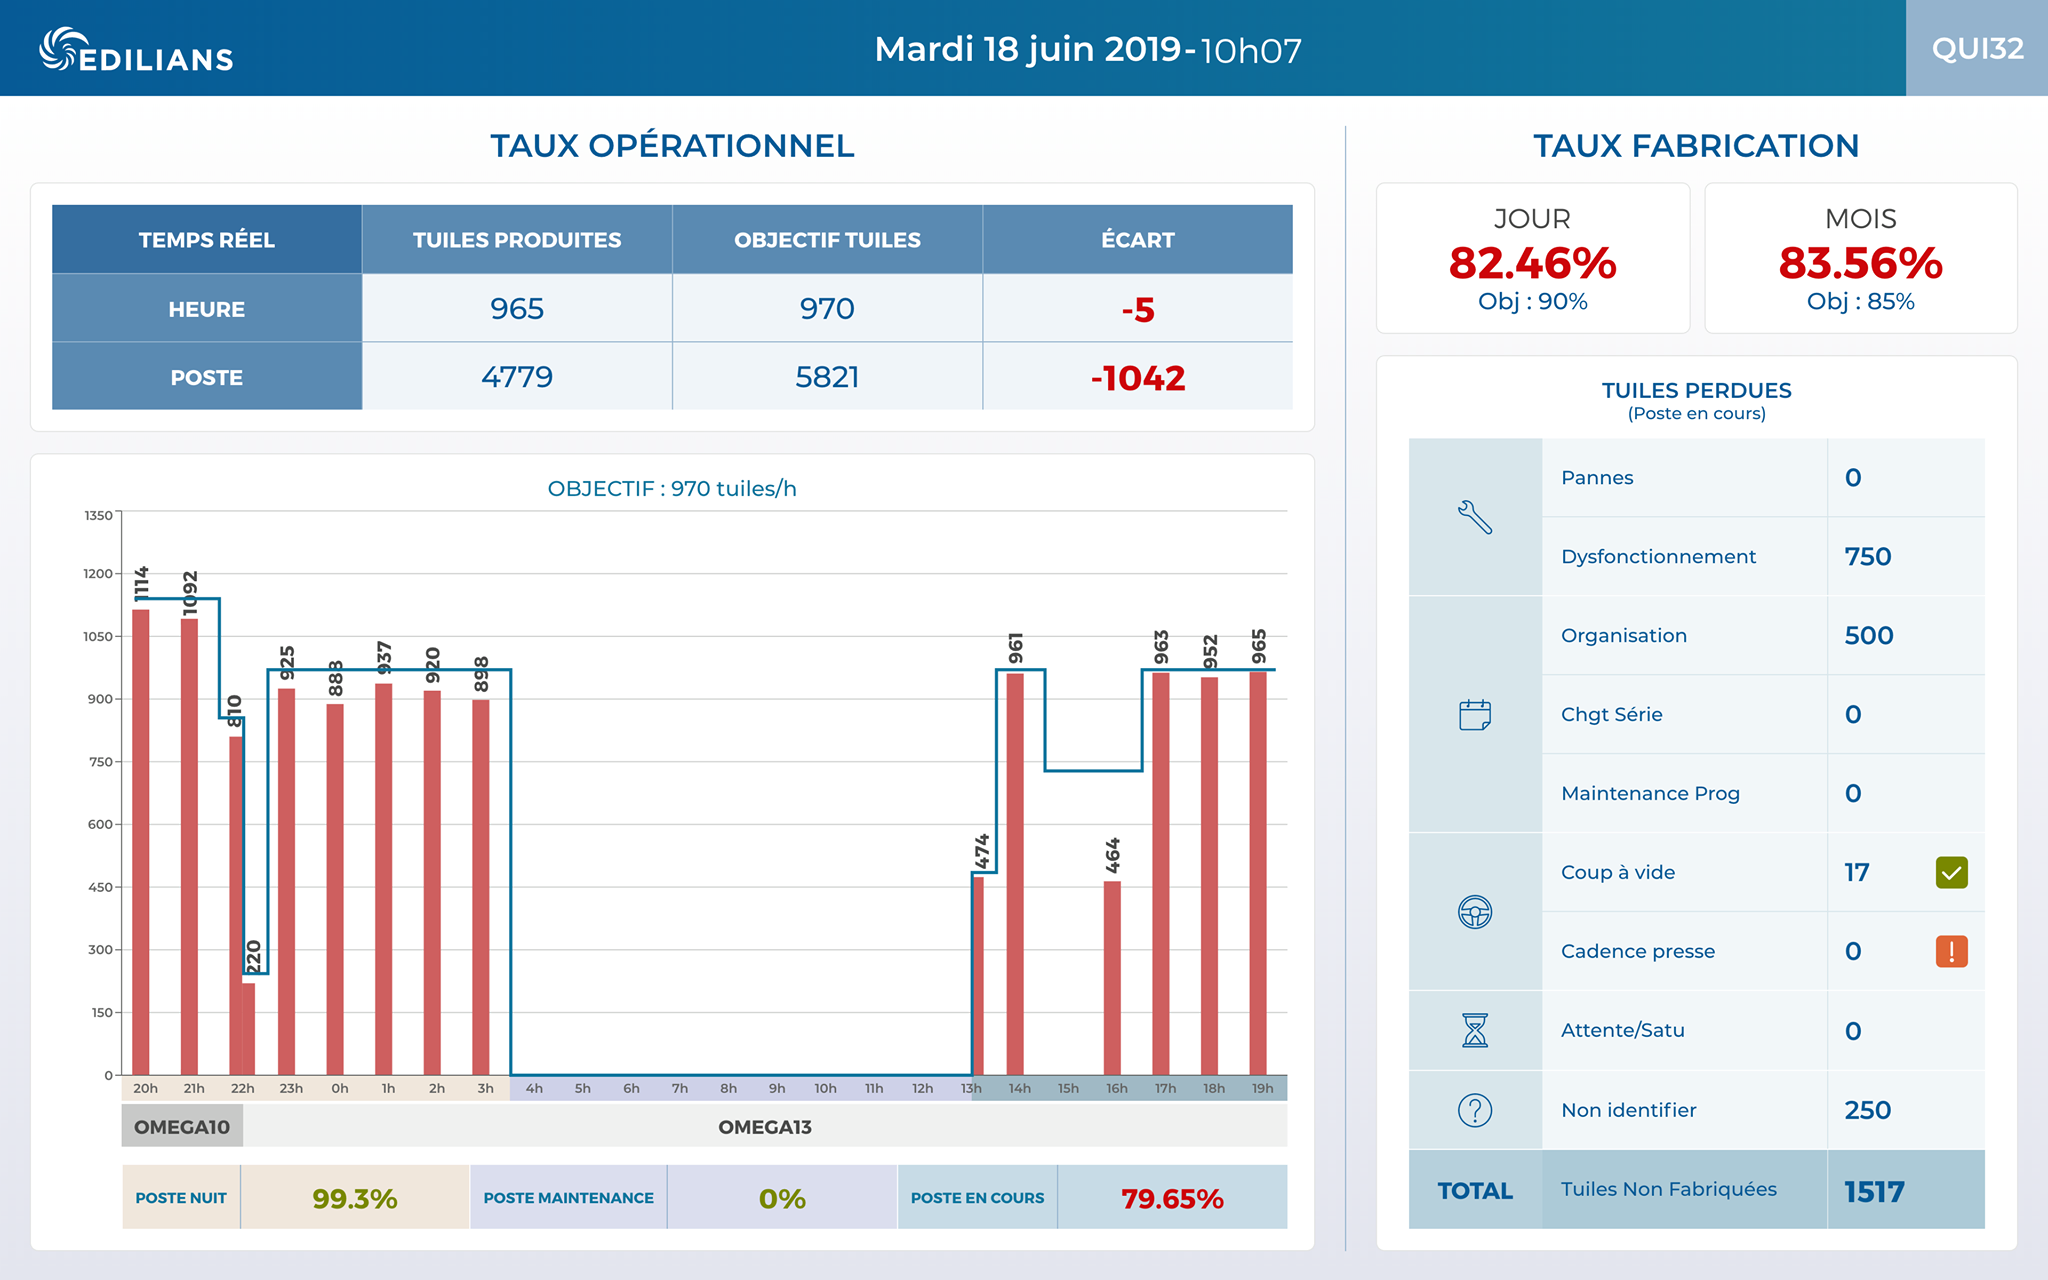 EDILIANS
Mardi 18 juin 2019-10h07
QUI32
TAUX OPÉRATIONNEL
TEMPS RÉEL TUILES PRODUITES OBJECTIF TUILES ÉCART
HEURE 965 970 -5
POSTE 4779 5821 -1042
OBJECTIF : 970 tuiles/h
1350
1200
1050
900
750
600
450
300
150
0
1114 1092 810 220 925 888 937 920 898 474 961 464 963 952 965
20h 21h 22h 23h 0h 1h 2h 3h 4h 5h 6h 7h 8h 9h 10h 11h 12h 13h 14h 15h 16h 17h 18h 19h
OMEGA10 OMEGA13
POSTE NUIT 99.3% POSTE MAINTENANCE 0% POSTE EN COURS 79.65%
TAUX FABRICATION
JOUR
82.46%
Obj : 90%
MOIS
83.56%
Obj : 85%
TUILES PERDUES
(Poste en cours)
Pannes 0
Dysfonctionnement 750
Organisation 500
Chgt Série 0
Maintenance Prog 0
Coup à vide 17
Cadence presse 0
Attente/Satu 0
Non identifier 250
TOTAL Tuiles Non Fabriquées 1517